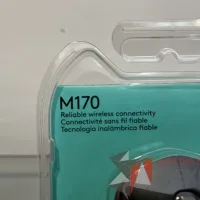 M170
Reliable wireless connectivity
Connectivité sans fil fiable
Tecnología inalámbrica fiable